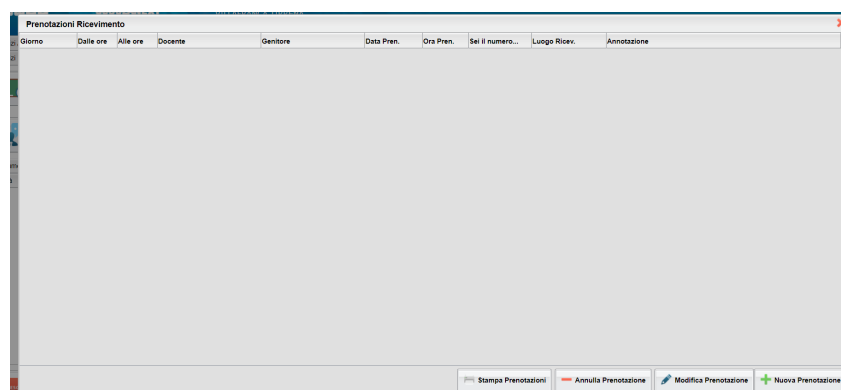 Prenotazioni Ricevimento
Giorno Dalle ore Alle ore Docente Genitore Data Pren. Ora Pren. Sei il numero... Luogo Ricev. Annotazione
Stampa Prenotazioni Annulla Prenotazione Modifica Prenotazione Nuova Prenotazione